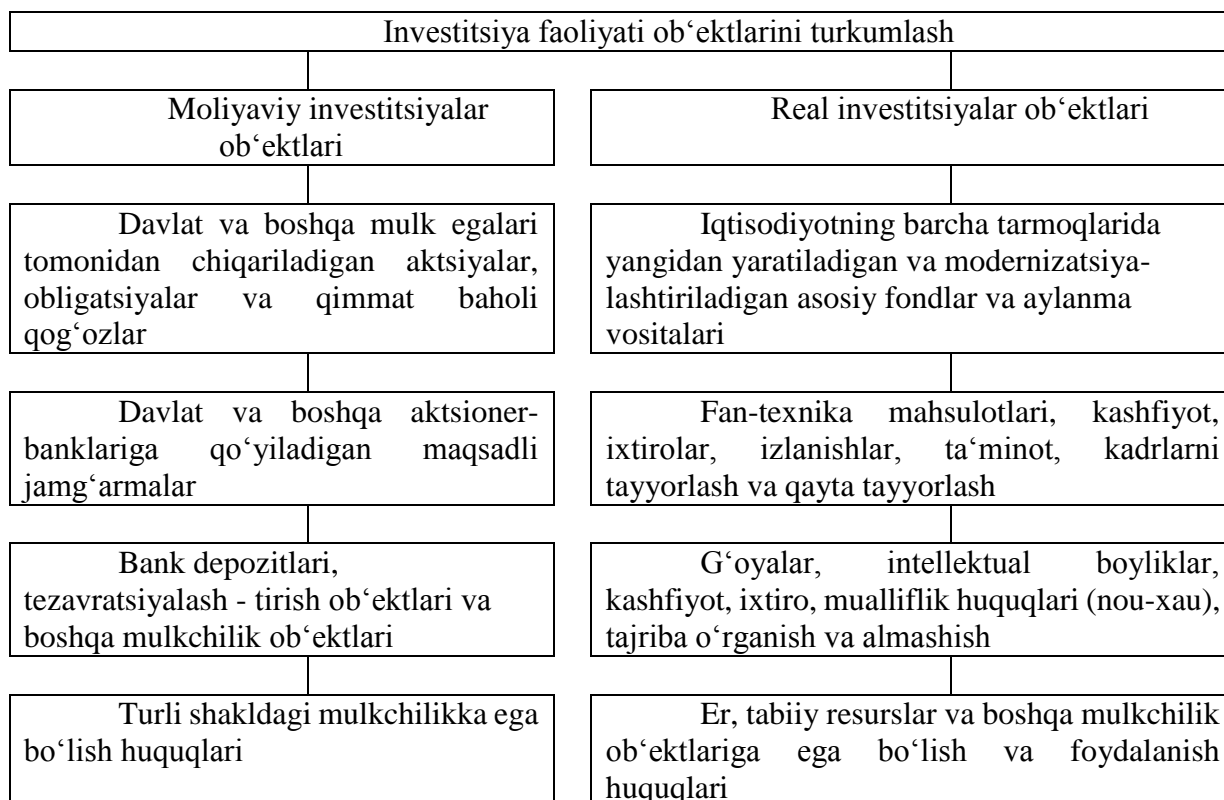 Investitsiya faoliyati ob‘ektlarini turkumlash
Moliyaviy investitsiyalar
ob‘ektlari
Real investitsiyalar ob‘ektlari
Davlat va boshqa mulk egalari
tomonidan chiqariladigan aktsiyalar,
obligatsiyalar va qimmat baholi
qog‘ozlar
Iqtisodiyotning barcha tarmoqlarida
yangidan yaratiladigan va modernizatsiya-
lashtiriladigan asosiy fondlar va aylanma
vositalari
Davlat va boshqa aktsioner-
banklariga qo‘yiladigan maqsadli
jamg‘armalar
Fan-texnika mahsulotlari, kashfiyot,
ixtirolar, izlanishlar, ta‘minot, kadrlarni
tayyorlash va qayta tayyorlash
Bank depozitlari,
tezavratsiyalash - tirish ob‘ektlari va
boshqa mulkchilik ob‘ektlari
G‘oyalar, intellektual boyliklar,
kashfiyot, ixtiro, mualliflik huquqlari (nou-xau),
tajriba o‘rganish va almashish
Turli shakldagi mulkchilikka ega
bo‘lish huquqlari
Er, tabiiy resurslar va boshqa mulkchilik
ob‘ektlariga ega bo‘lish va foydalanish
huquqlari